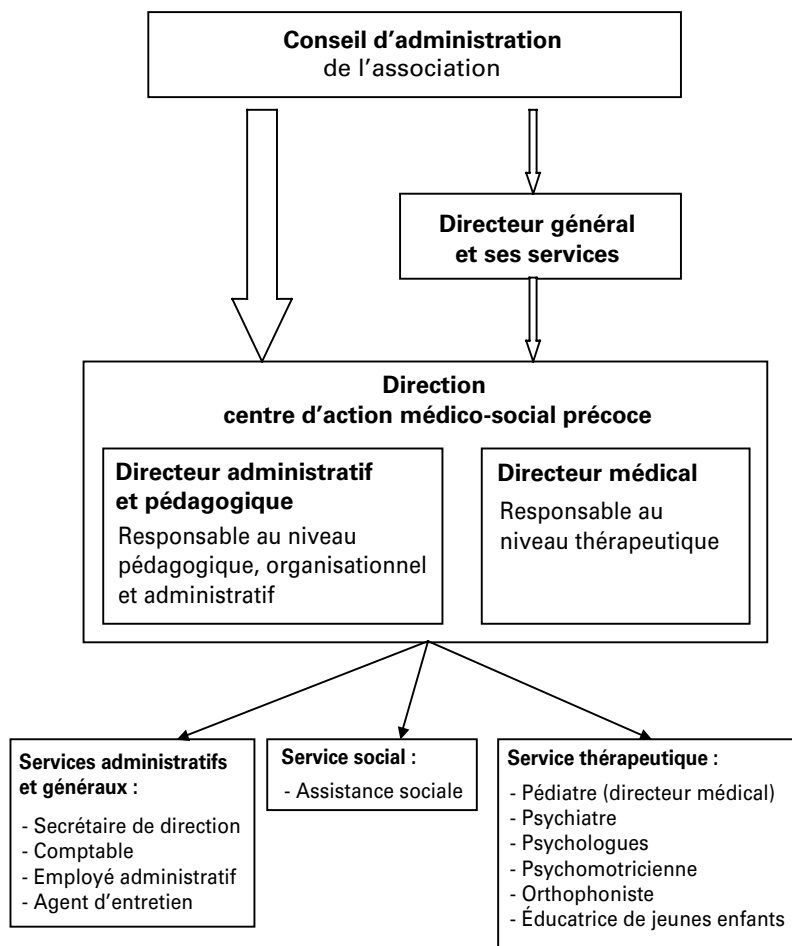 Conseil d'administration
de l'association
Directeur général
et ses services
Direction
centre d'action médico-social précoce
Directeur administratif
et pédagogique
Responsable au niveau
pédagogique, organisationnel
et administratif
Directeur médical
Responsable au
niveau thérapeutique
Services administratifs
et généraux :
- Secrétaire de direction
- Comptable
- Employé administratif
- Agent d'entretien
Service social :
- Assistance sociale
Service thérapeutique :
- Pédiatre (directeur médical)
- Psychiatre
- Psychologues
- Psychomotricienne
- Orthophoniste
- Éducatrice de jeunes enfants